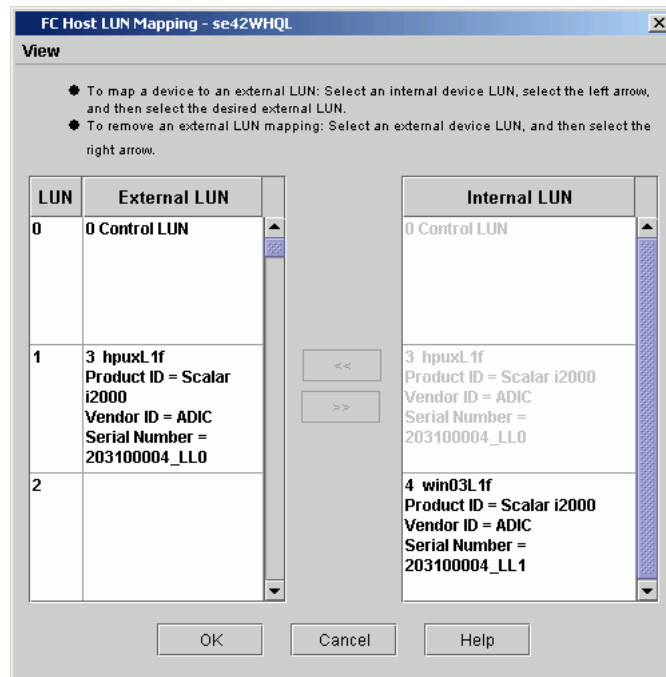 FC Host LUN Mapping - se42WHQL
View
To map a device to an external LUN: Select an internal device LUN, select the left arrow,
and then select the desired external LUN.
To remove an external LUN mapping: Select an external device LUN, and then select the
right arrow.
LUN External LUN
0 0 Control LUN
1 3 hpuxL1f
Product ID = Scalar
i2000
Vendor ID = ADIC
Serial Number =
203100004_LL0
2
<<
>>
Internal LUN
0 Control LUN
3 hpuxL1f
Product ID = Scalar i2000
Vendor ID = ADIC
Serial Number =
203100004_LL0
4 win03L1f
Product ID = Scalar i2000
Vendor ID = ADIC
Serial Number =
203100004_LL1
OK Cancel Help